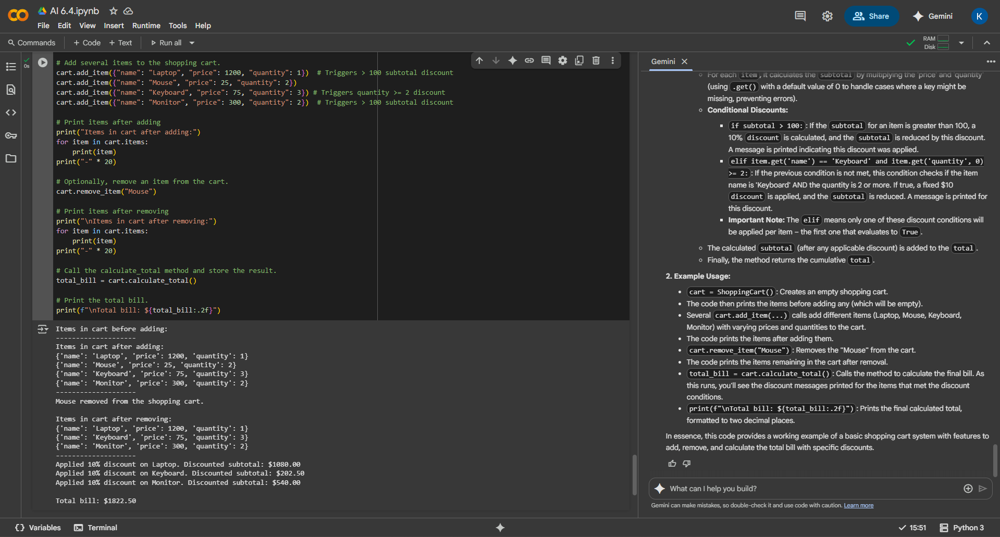 AI 6.4.ipynb
File Edit View Insert Runtime Tools Help
Share
Gemini
K
Commands + Code + Text Run all
RAM
Disk
0s
# Add several items to the shopping cart.
cart.add_item({"name": "Laptop", "price": 1200, "quantity": 1})  # Triggers > 100 subtotal discount
cart.add_item({"name": "Mouse", "price": 25, "quantity": 2})
cart.add_item({"name": "Keyboard", "price": 75, "quantity": 3}) # Triggers quantity >= 2 discount
cart.add_item({"name": "Monitor", "price": 300, "quantity": 2})  # Triggers > 100 subtotal discount
# Print items after adding
print("Items in cart after adding:")
for item in cart.items:
    print(item)
print("-" * 20)
# Optionally, remove an item from the cart.
cart.remove_item("Mouse")
# Print items after removing
print("\nItems in cart after removing:")
for item in cart.items:
    print(item)
print("-" * 20)
# Call the calculate_total method and store the result.
total_bill = cart.calculate_total()
# Print the total bill.
print(f"\nTotal bill: ${total_bill:.2f}")
Items in cart before adding:
--------------------
Items in cart after adding:
{'name': 'Laptop', 'price': 1200, 'quantity': 1}
{'name': 'Mouse', 'price': 25, 'quantity': 2}
{'name': 'Keyboard', 'price': 75, 'quantity': 3}
{'name': 'Monitor', 'price': 300, 'quantity': 2}
--------------------
Mouse removed from the shopping cart.
Items in cart after removing:
{'name': 'Laptop', 'price': 1200, 'quantity': 1}
{'name': 'Keyboard', 'price': 75, 'quantity': 3}
{'name': 'Monitor', 'price': 300, 'quantity': 2}
--------------------
Applied 10% discount on Laptop. Discounted subtotal: $1080.00
Applied 10% discount on Keyboard. Discounted subtotal: $202.50
Applied 10% discount on Monitor. Discounted subtotal: $540.00
Total bill: $1822.50
Gemini
For each item, it calculates the subtotal by multiplying the 'price' and 'quantity'
(using .get() with a default value of 0 to handle cases where a key might be
missing, preventing errors).
Conditional Discounts:
if subtotal > 100: : If the subtotal for an item is greater than 100, a
10% discount is calculated, and the subtotal is reduced by this discount.
A message is printed indicating this discount was applied.
elif item.get('name') == 'Keyboard' and item.get('quantity', 0)
>= 2: : If the previous condition is not met, this condition checks if the item
name is 'Keyboard' AND the quantity is 2 or more. If true, a fixed $10
discount is applied, and the subtotal is reduced. A message is printed for
this discount.
Important Note: The elif means only one of these discount conditions will
be applied per item – the first one that evaluates to True.
The calculated subtotal (after any applicable discount) is added to the total.
Finally, the method returns the cumulative total.
2. Example Usage:
cart = ShoppingCart() : Creates an empty shopping cart.
The code then prints the items before adding any (which will be empty).
Several cart.add_item(...) calls add different items (Laptop, Mouse, Keyboard,
Monitor) with varying prices and quantities to the cart.
The code prints the items after adding them.
cart.remove_item("Mouse") : Removes the "Mouse" from the cart.
The code prints the items remaining in the cart after removal.
total_bill = cart.calculate_total() : Calls the method to calculate the final bill. As
this runs, you'll see the discount messages printed for the items that met the discount
conditions.
print(f"\nTotal bill: ${total_bill:.2f}") : Prints the final calculated total,
formatted to two decimal places.
In essence, this code provides a working example of a basic shopping cart system with features to
add, remove, and calculate the total bill with specific discounts.
What can I help you build?
Gemini can make mistakes, so double-check it and use code with caution. Learn more
Variables Terminal
15:51 Python 3